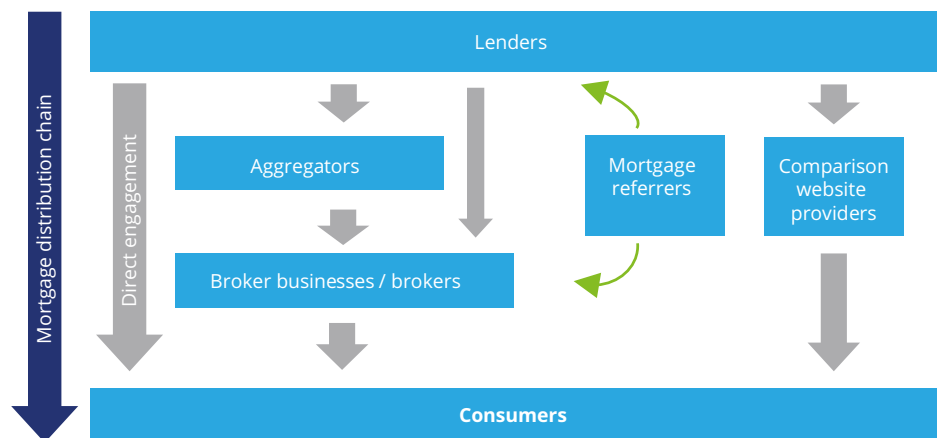 Lenders
Mortgage distribution chain
Direct engagement
Aggregators
Mortgage
referrers
Comparison
website
providers
Broker businesses / brokers
Consumers